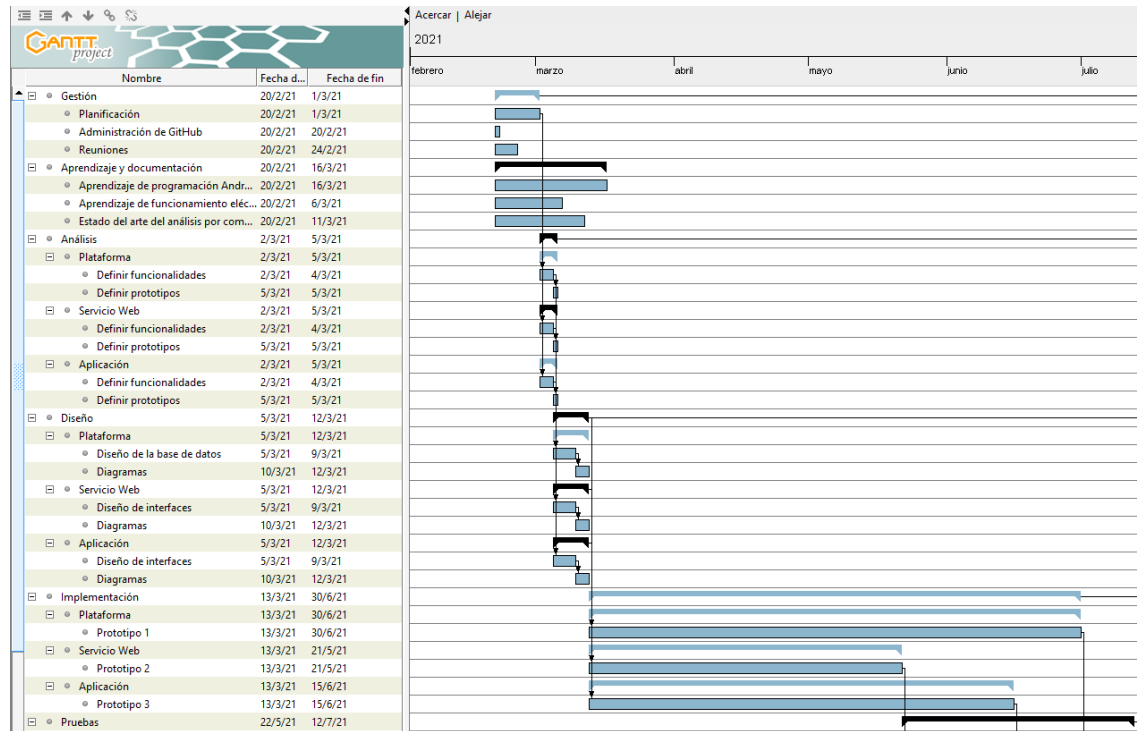 Acercar | Alejar
GANTT
project
2021
Nombre Fecha d... Fecha de fin
febrero marzo abril mayo junio julio
Gestión 20/2/21 1/3/21
Planificación 20/2/21 1/3/21
Administración de GitHub 20/2/21 20/2/21
Reuniones 20/2/21 24/2/21
Aprendizaje y documentación 20/2/21 16/3/21
Aprendizaje de programación Andr... 20/2/21 16/3/21
Aprendizaje de funcionamiento eléc... 20/2/21 6/3/21
Estado del arte del análisis por com... 20/2/21 11/3/21
Análisis 2/3/21 5/3/21
Plataforma 2/3/21 5/3/21
Definir funcionalidades 2/3/21 4/3/21
Definir prototipos 5/3/21 5/3/21
Servicio Web 2/3/21 5/3/21
Definir funcionalidades 2/3/21 4/3/21
Definir prototipos 5/3/21 5/3/21
Aplicación 2/3/21 5/3/21
Definir funcionalidades 2/3/21 4/3/21
Definir prototipos 5/3/21 5/3/21
Diseño 5/3/21 12/3/21
Plataforma 5/3/21 12/3/21
Diseño de la base de datos 5/3/21 9/3/21
Diagramas 10/3/21 12/3/21
Servicio Web 5/3/21 12/3/21
Diseño de interfaces 5/3/21 9/3/21
Diagramas 10/3/21 12/3/21
Aplicación 5/3/21 12/3/21
Diseño de interfaces 5/3/21 9/3/21
Diagramas 10/3/21 12/3/21
Implementación 13/3/21 30/6/21
Plataforma 13/3/21 30/6/21
Prototipo 1 13/3/21 30/6/21
Servicio Web 13/3/21 21/5/21
Prototipo 2 13/3/21 21/5/21
Aplicación 13/3/21 15/6/21
Prototipo 3 13/3/21 15/6/21
Pruebas 22/5/21 12/7/21